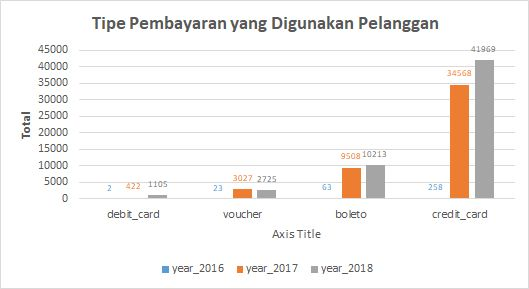 Tipe Pembayaran yang Digunakan Pelanggan
Total
45000
40000
35000
30000
25000
20000
15000
10000
5000
0
2 422 1105
23 3027 2725
63 9508 10213
258 34568 41969
debit_card voucher boleto credit_card
Axis Title
year_2016 year_2017 year_2018